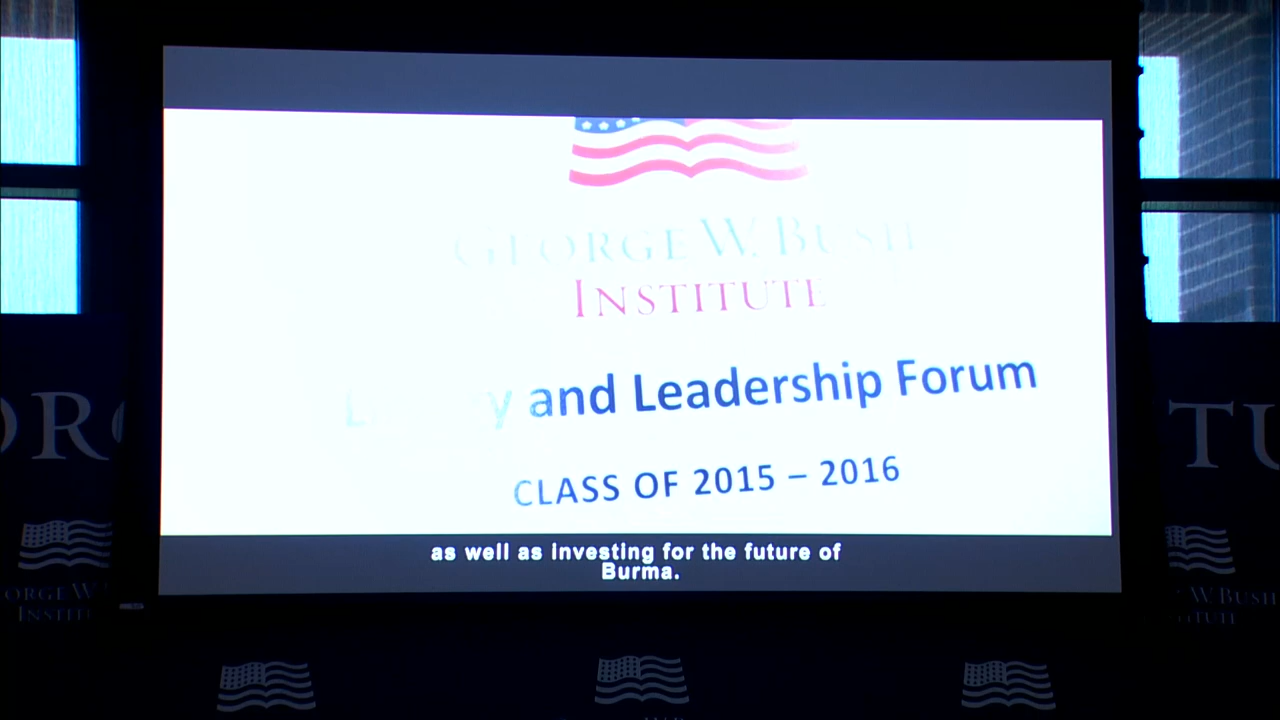 GEORGE W. BUSH
INSTITUTE
and Leadership Forum
CLASS OF 2015 – 2016
as well as investing for the future of
Burma.